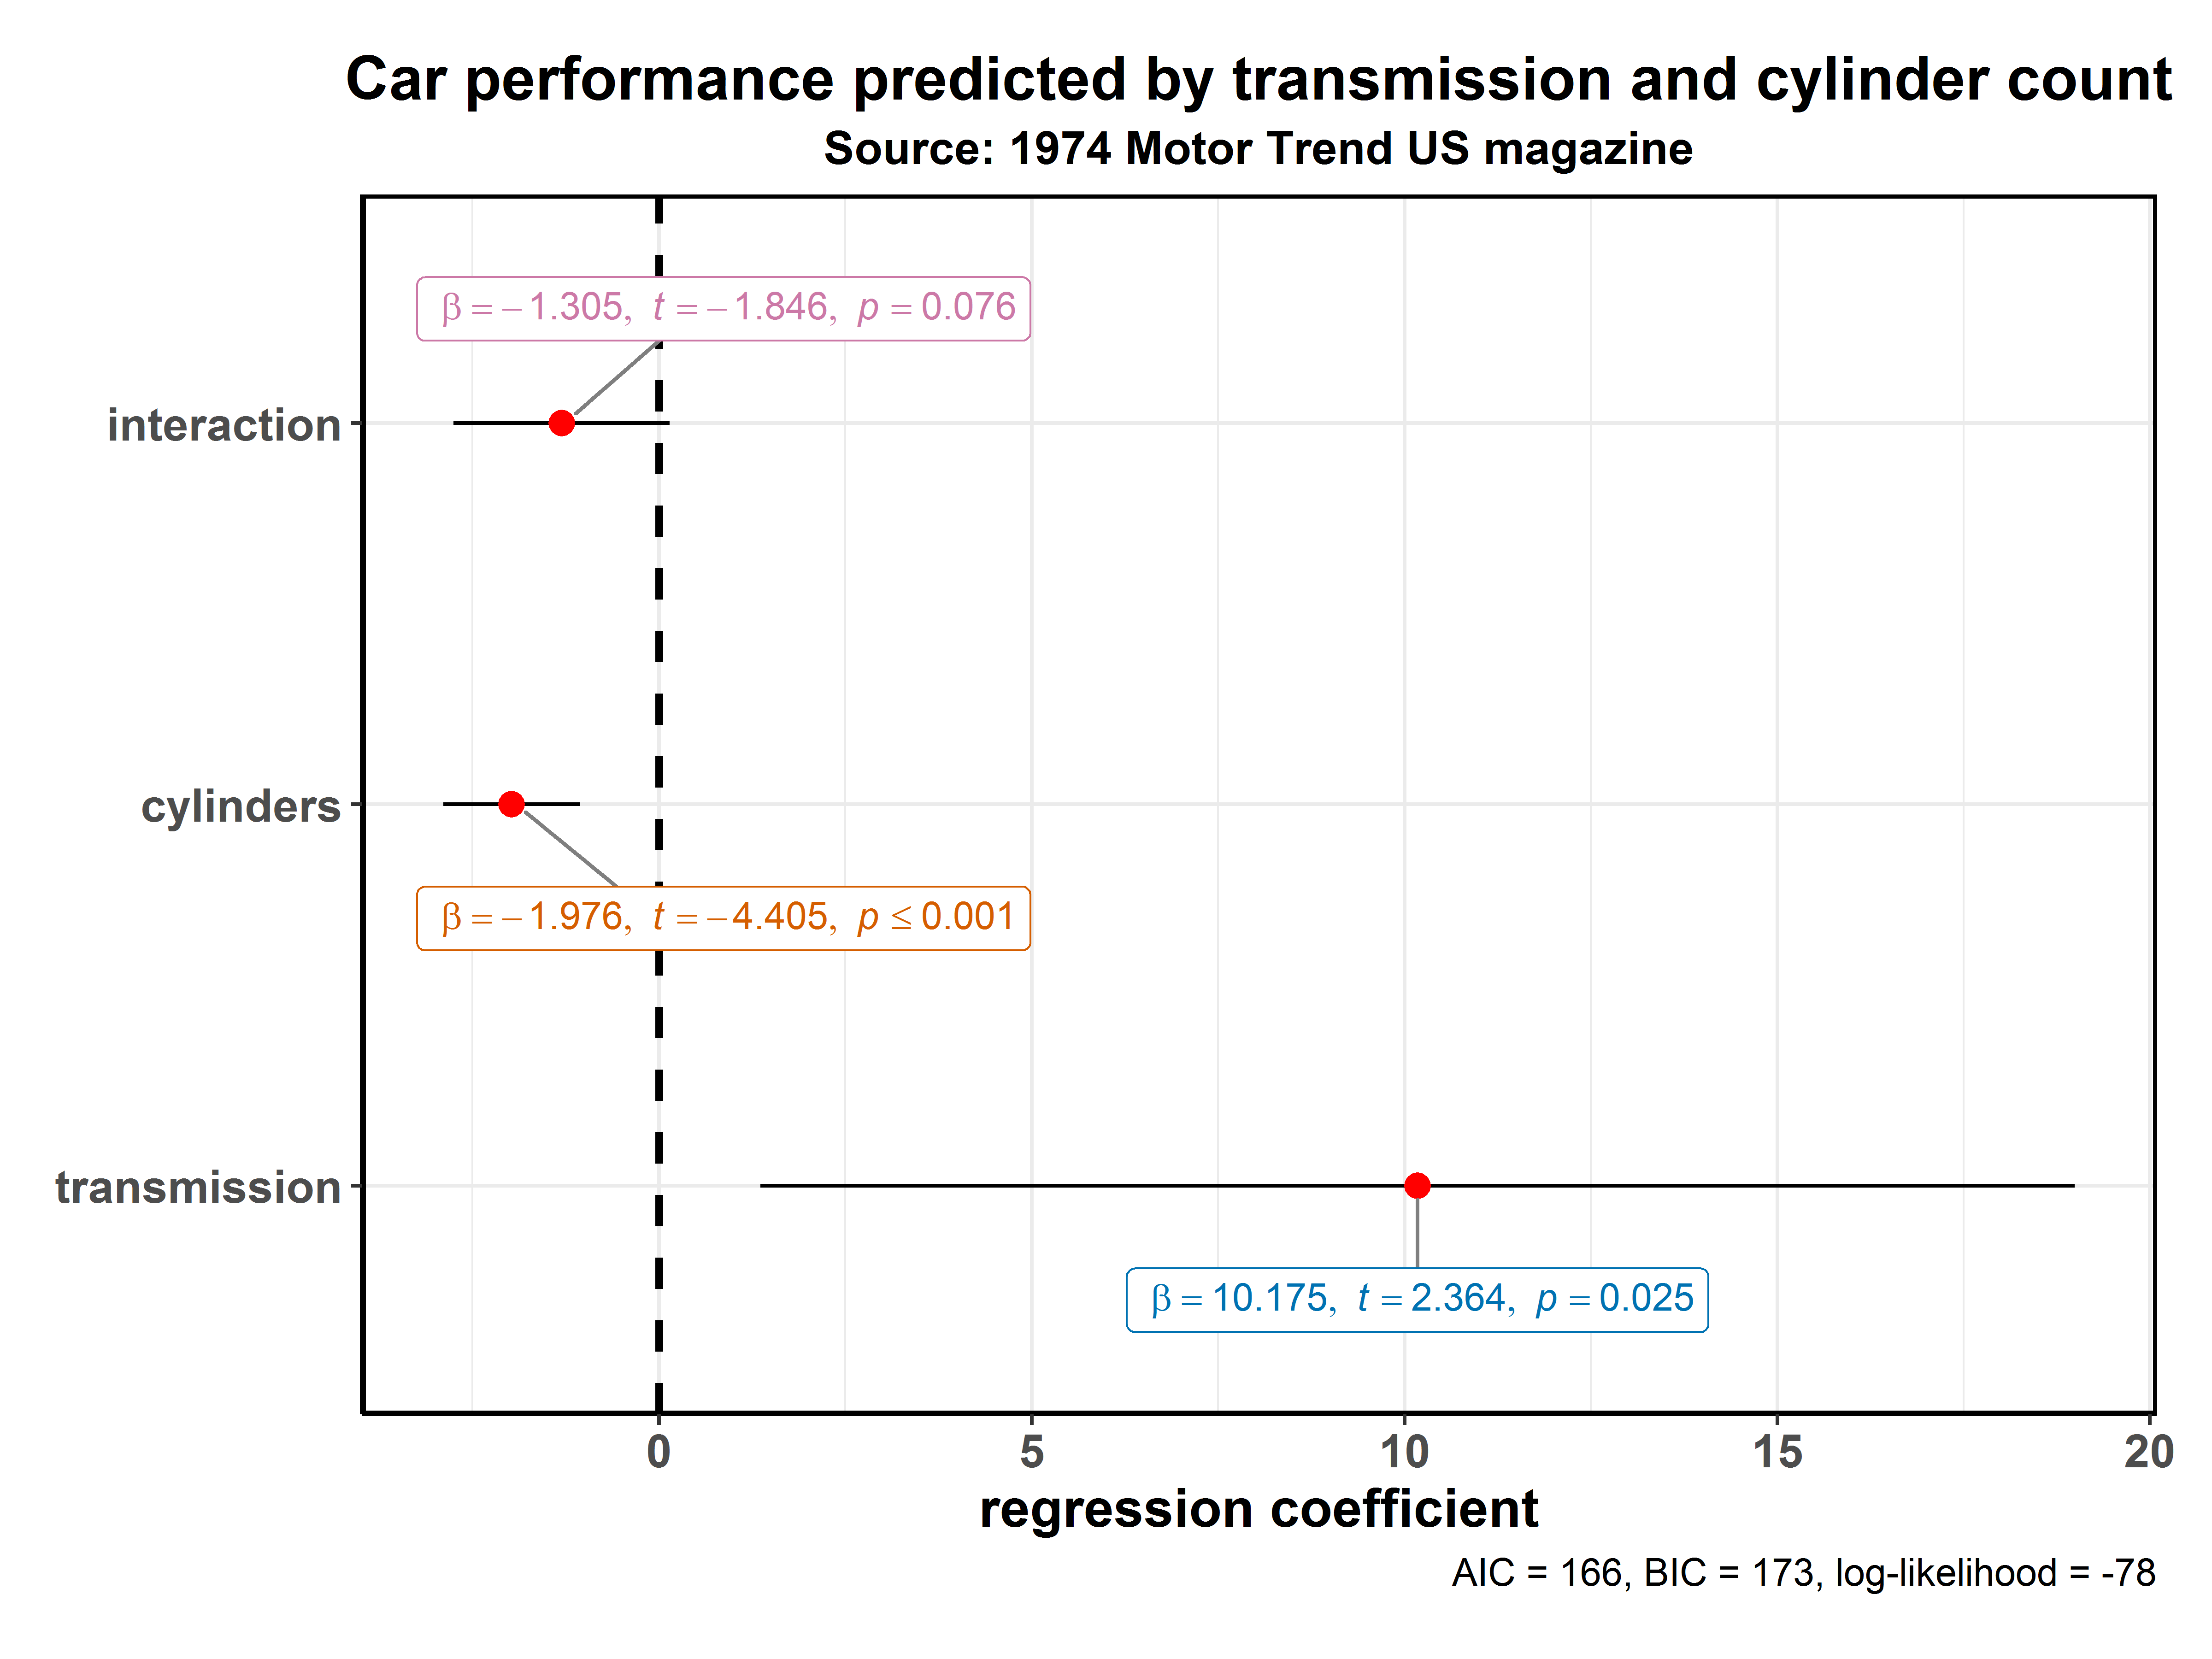 Car performance predicted by transmission and cylinder count
Source: 1974 Motor Trend US magazine
β = −1.305, t = −1.846, p = 0.076
interaction
cylinders
β = −1.976, t = −4.405, p ≤ 0.001
transmission
β = 10.175, t = 2.364, p = 0.025
0 5 10 15 20
regression coefficient
AIC = 166, BIC = 173, log-likelihood = -78